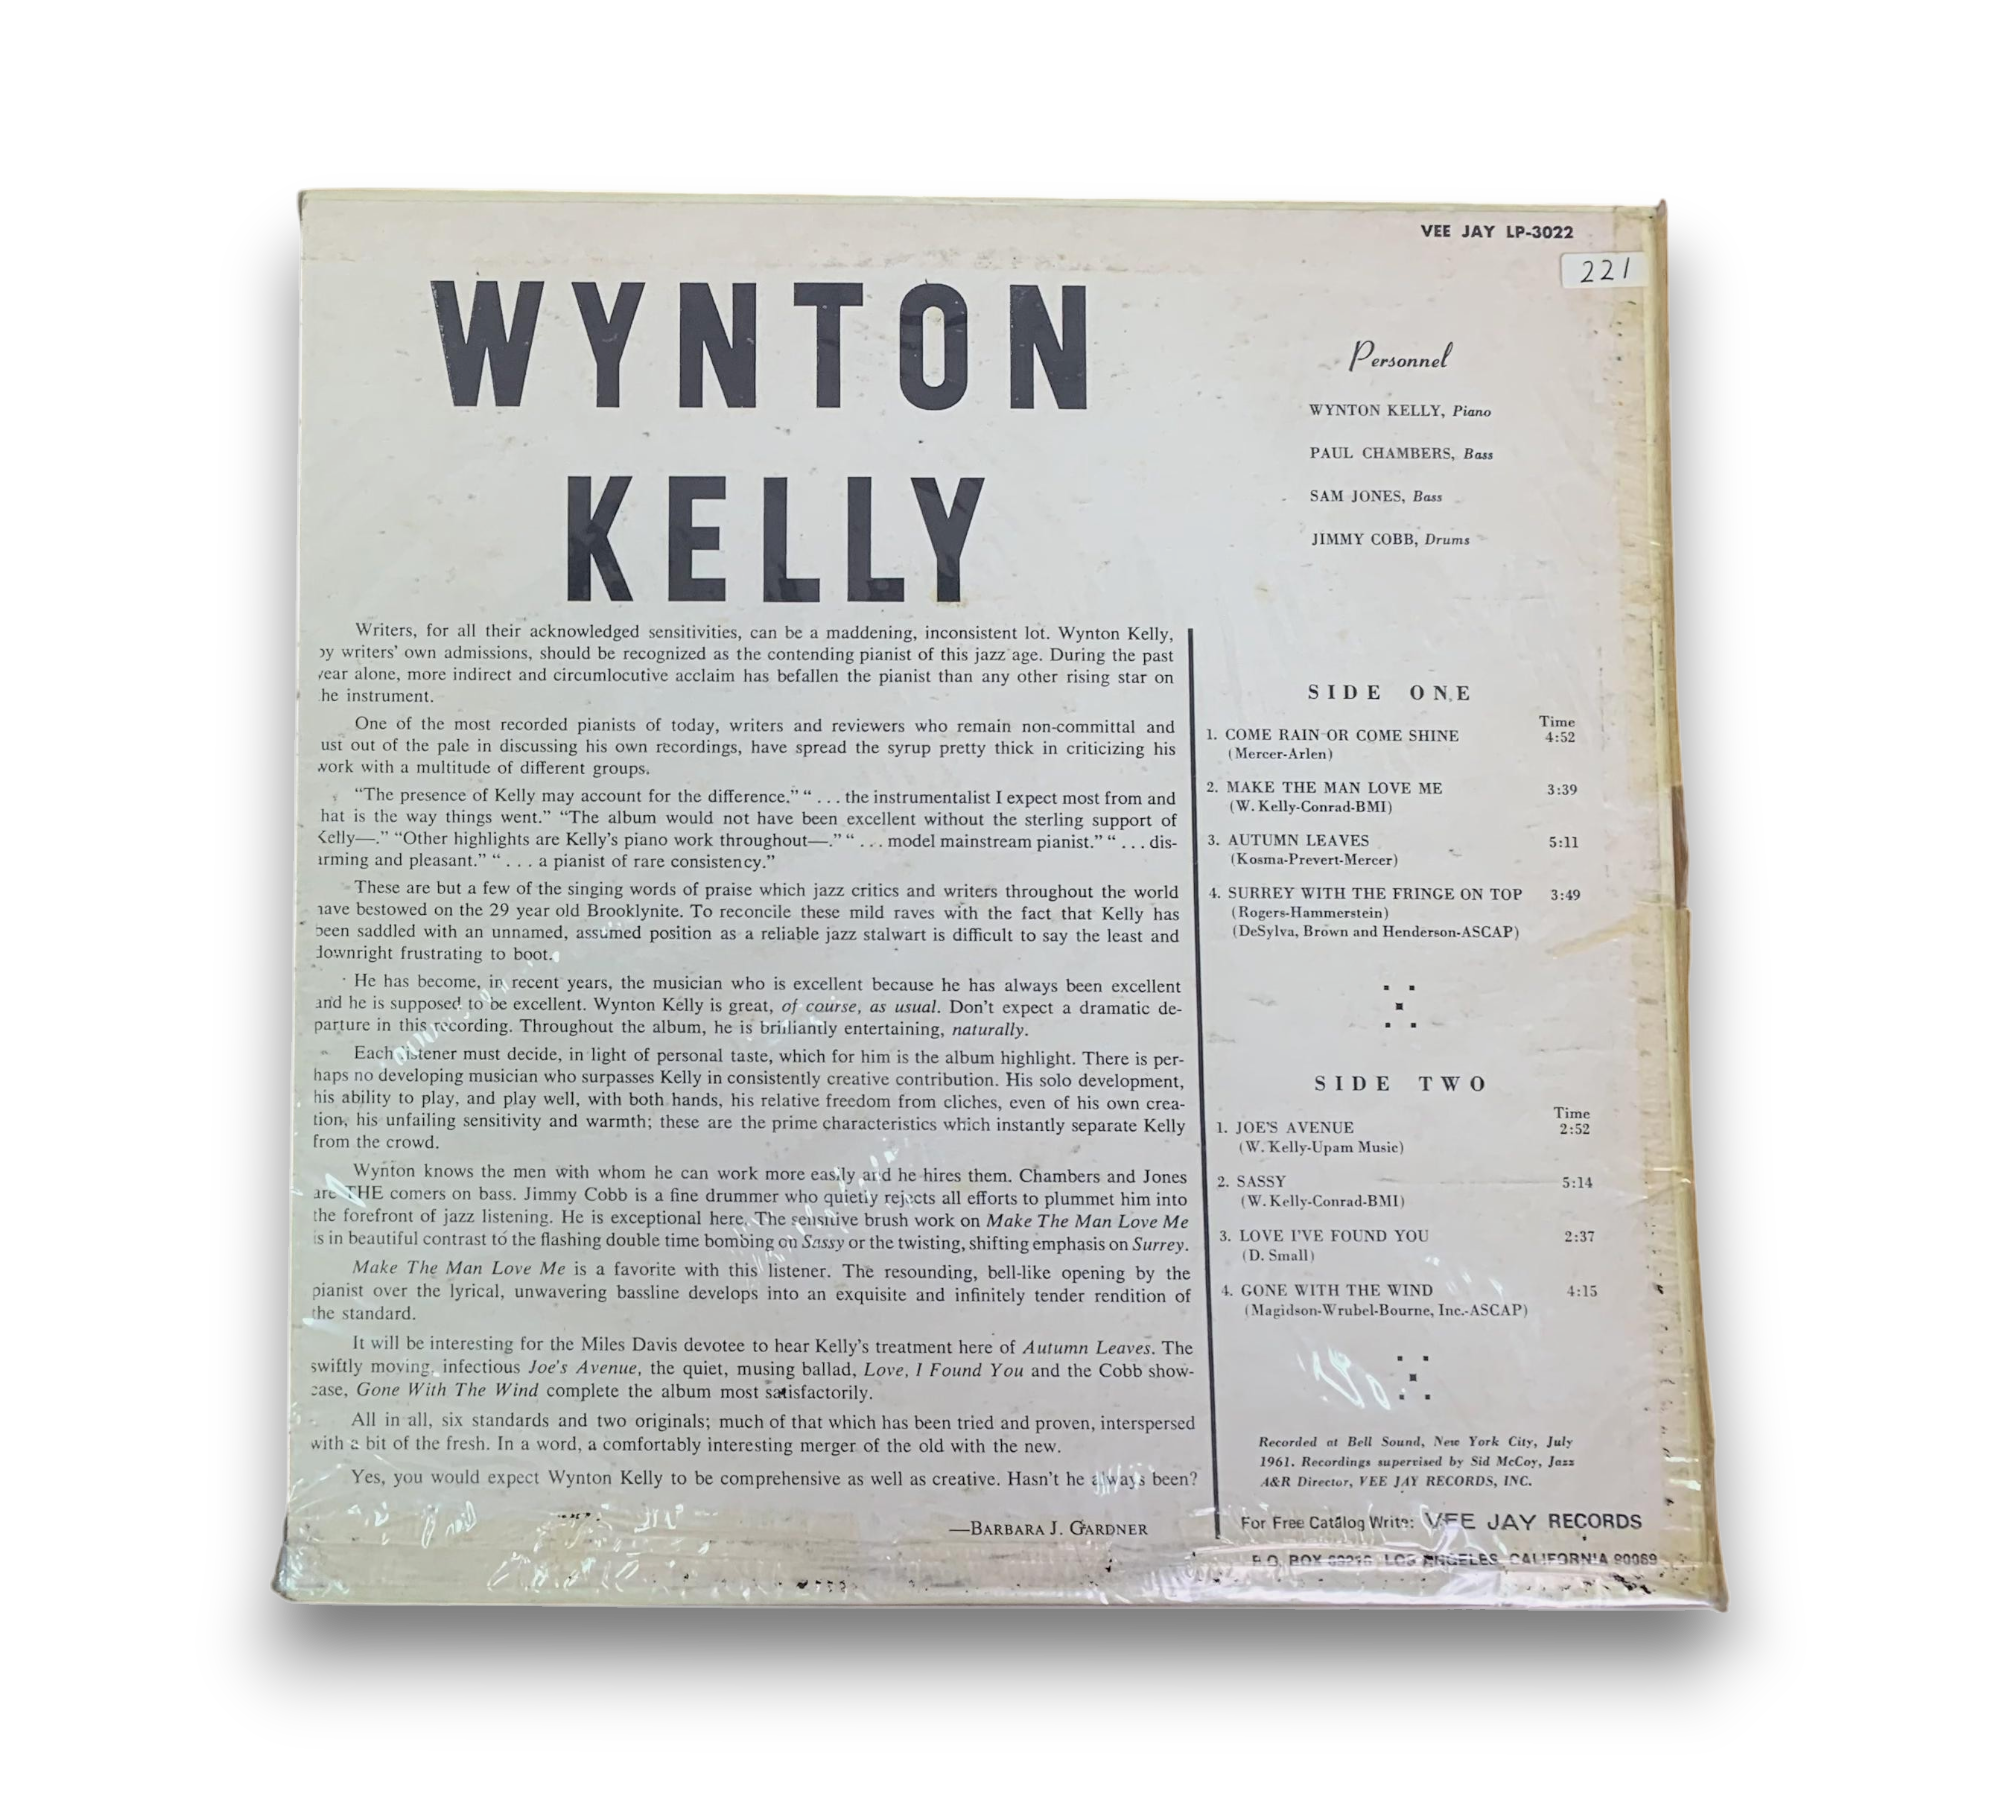 VEE JAY LP-3022
221
WYNTON
KELLY
Writers, for all their acknowledged sensitivities, can be a maddening, inconsistent lot. Wynton Kelly,
by writers' own admissions, should be recognized as the contending pianist of this jazz age. During the past
year alone, more indirect and circumlocutive acclaim has befallen the pianist than any other rising star on
he instrument.
One of the most recorded pianists of today, writers and reviewers who remain non-committal and
ust out of the pale in discussing his own recordings, have spread the syrup pretty thick in criticizing his
work with a multitude of different groups.
"The presence of Kelly may account for the difference." " . . . the instrumentalist I expect most from and
hat is the way things went." "The album would not have been excellent without the sterling support of
Kelly—." "Other highlights are Kelly's piano work throughout—." " . . . model mainstream pianist." " . . . dis-
arming and pleasant." " . . . a pianist of rare consistency."
These are but a few of the singing words of praise which jazz critics and writers throughout the world
have bestowed on the 29 year old Brooklynite. To reconcile these mild raves with the fact that Kelly has
been saddled with an unnamed, assumed position as a reliable jazz stalwart is difficult to say the least and
downright frustrating to boot.
He has become, in recent years, the musician who is excellent because he has always been excellent
and he is supposed to be excellent. Wynton Kelly is great, of course, as usual. Don't expect a dramatic de-
parture in this recording. Throughout the album, he is brilliantly entertaining, naturally.
Each listener must decide, in light of personal taste, which for him is the album highlight. There is per-
haps no developing musician who surpasses Kelly in consistently creative contribution. His solo development,
his ability to play, and play well, with both hands, his relative freedom from cliches, even of his own crea-
tion, his unfailing sensitivity and warmth; these are the prime characteristics which instantly separate Kelly
from the crowd.
Wynton knows the men with whom he can work more easily and he hires them. Chambers and Jones
are THE comers on bass. Jimmy Cobb is a fine drummer who quietly rejects all efforts to plummet him into
the forefront of jazz listening. He is exceptional here. The sensitive brush work on Make The Man Love Me
is in beautiful contrast to the flashing double time bombing on Sassy or the twisting, shifting emphasis on Surrey.
Make The Man Love Me is a favorite with this listener. The resounding, bell-like opening by the
pianist over the lyrical, unwavering bassline develops into an exquisite and infinitely tender rendition of
the standard.
It will be interesting for the Miles Davis devotee to hear Kelly's treatment here of Autumn Leaves. The
swiftly moving, infectious Joe's Avenue, the quiet, musing ballad, Love, I Found You and the Cobb show-
case, Gone With The Wind complete the album most satisfactorily.
All in all, six standards and two originals; much of that which has been tried and proven, interspersed
with a bit of the fresh. In a word, a comfortably interesting merger of the old with the new.
Yes, you would expect Wynton Kelly to be comprehensive as well as creative. Hasn't he always been?
—BARBARA J. GARDNER
Personnel
WYNTON KELLY, Piano
PAUL CHAMBERS, Bass
SAM JONES, Bass
JIMMY COBB, Drums
SIDE ONE
Time
1. COME RAIN OR COME SHINE 4:52
(Mercer-Arlen)
2. MAKE THE MAN LOVE ME 3:39
(W. Kelly-Conrad-BMI)
3. AUTUMN LEAVES 5:11
(Kosma-Prevert-Mercer)
4. SURREY WITH THE FRINGE ON TOP 3:49
(Rogers-Hammerstein)
(DeSylva, Brown and Henderson-ASCAP)
SIDE TWO
Time
1. JOE'S AVENUE 2:52
(W. Kelly-Upam Music)
2. SASSY 5:14
(W. Kelly-Conrad-BMI)
3. LOVE I'VE FOUND YOU 2:37
(D. Small)
4. GONE WITH THE WIND 4:15
(Magidson-Wrubel-Bourne, Inc.-ASCAP)
Recorded at Bell Sound, New York City, July
1961. Recordings supervised by Sid McCoy, Jazz
A&R Director, VEE JAY RECORDS, INC.
For Free Catalog Write: VEE JAY RECORDS
P.O. BOX LOS ANGELES, CALIFORNIA 90069